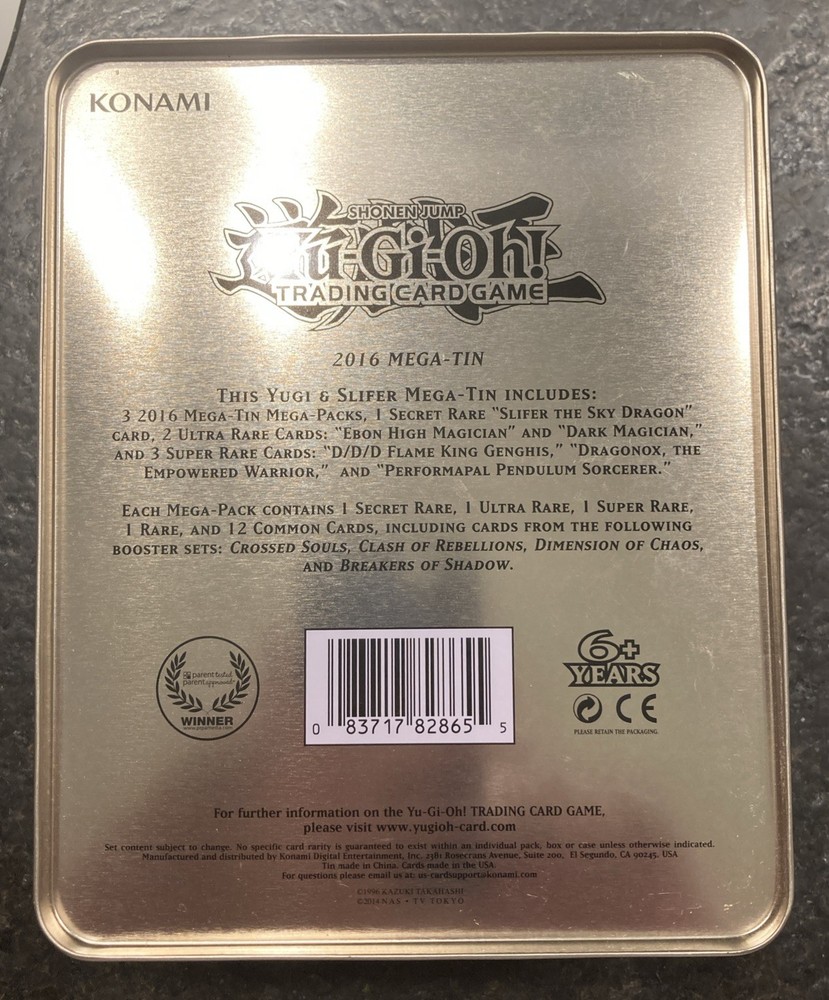 KONAMI
SHONEN JUMP
Yu-Gi-Oh!
TRADING CARD GAME
2016 MEGA-TIN
THIS YUGI & SLIFER MEGA-TIN INCLUDES:
3 2016 MEGA-TIN MEGA-PACKS, 1 SECRET RARE “SLIFER THE SKY DRAGON”
CARD, 2 ULTRA RARE CARDS: “EBON HIGH MAGICIAN” AND “DARK MAGICIAN,”
AND 3 SUPER RARE CARDS: “D/D/D FLAME KING GENGHIS,” “DRAGONOX, THE
EMPOWERED WARRIOR,” AND “PERFORMAPAL PENDULUM SORCERER.”
EACH MEGA-PACK CONTAINS 1 SECRET RARE, 1 ULTRA RARE, 1 SUPER RARE,
1 RARE, AND 12 COMMON CARDS, INCLUDING CARDS FROM THE FOLLOWING
BOOSTER SETS: CROSSED SOULS, CLASH OF REBELLIONS, DIMENSION OF CHAOS,
AND BREAKERS OF SHADOW.
parent tested
parent approved
WINNER
0 83717 82865 5
6+
YEARS
CE
PLEASE RETAIN THE PACKAGING
For further information on the Yu-Gi-Oh! TRADING CARD GAME,
please visit www.yugioh-card.com
Set content subject to change. No specific card rarity is guaranteed to exist within an individual pack, box or case unless otherwise indicated.
Manufactured and distributed by Konami Digital Entertainment, Inc. 2381 Rosecrans Avenue, Suite 200, El Segundo, CA 90245. USA
Tin made in China. Cards made in the USA.
For questions please email us at: us-cardsupport@konami.com
©1996 KAZUKI TAKAHASHI
©2014 NAS • TV TOKYO